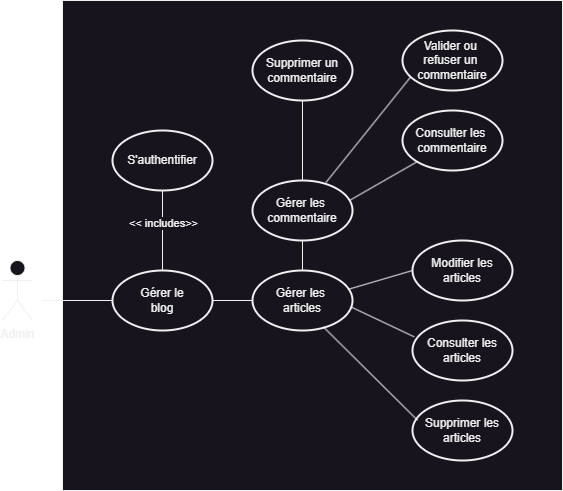 Supprimer un
commentaire
Valider ou
refuser un
commentaire
Consulter les
commentaire
S'authentifier
<< includes>>
Gérer les
commentaire
Gérer le
blog
Gérer les
articles
Modifier les
articles
Consulter les
articles
Supprimer les
articles
Admin